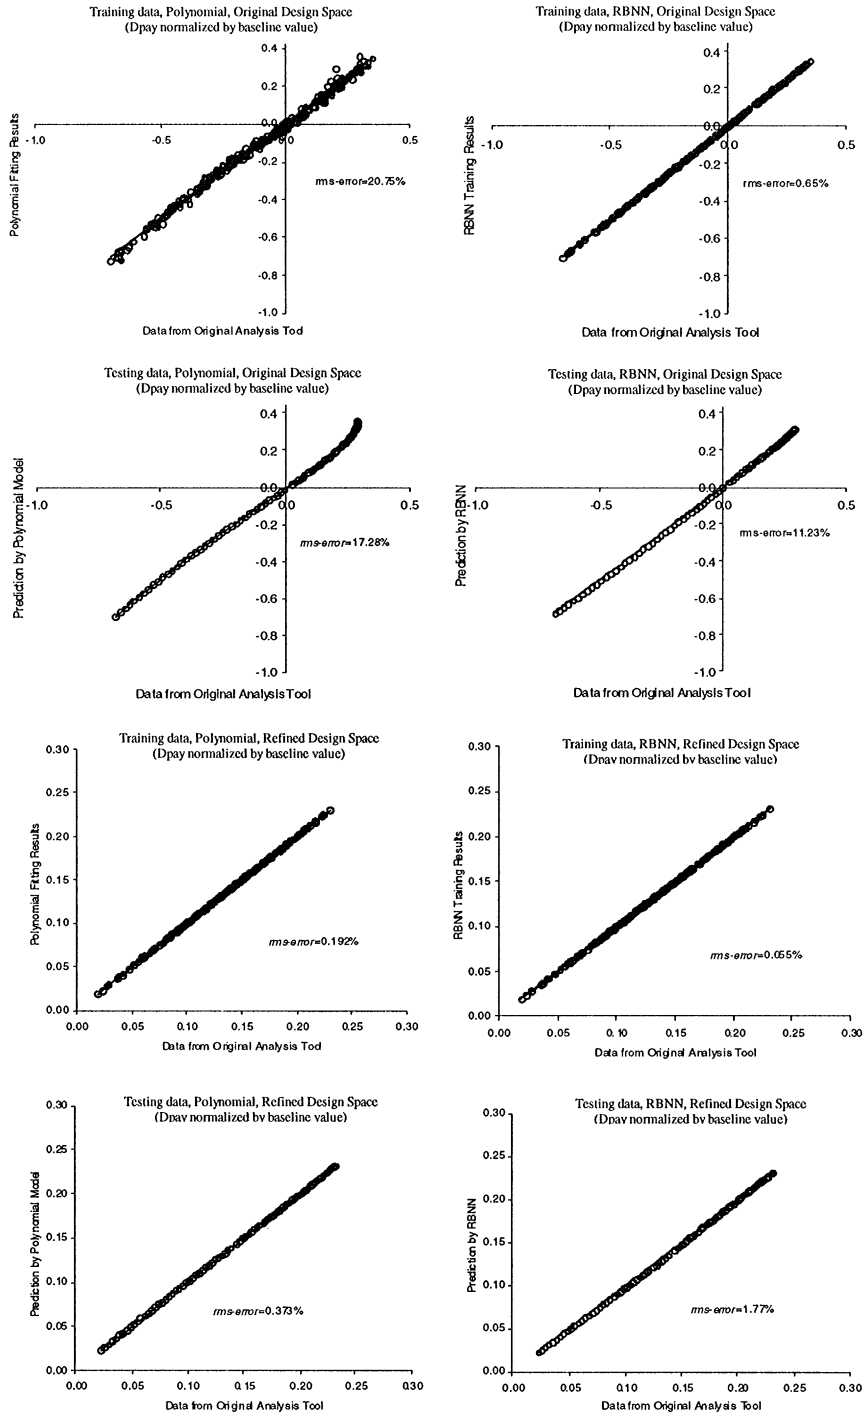 Training data, Polynomial, Original Design Space
(Dpay normalized by baseline value)
0.4
0.2
0.0
-1.0
-0.5
0.0
0.5
-0.2
-0.4
-0.6
-0.8
-1.0
rms-error=20.75%
Polynomial Fitting Results
Data from Original Analysis Tod
Training data, RBNN, Original Design Space
(Dpay normalized by baseline value)
0.4
0.2
0.0
-1.0
-0.5
0.0
0.5
-0.2
-0.4
-0.6
-0.8
-1.0
rms-error=0.65%
RBNN Training Results
Data from Original Analysis Tool
Testing data, Polynomial, Original Design Space
(Dpay normalized by baseline value)
0.4
0.2
0.0
-1.0
-0.5
0.0
0.5
-0.2
-0.4
-0.6
-0.8
-1.0
rms-error=17.28%
Prediction by Polynomial Model
Data from Original Analysis Tool
Testing data, RBNN, Original Design Space
(Dpay normalized by baseline value)
0.4
0.2
0.0
-1.0
-0.5
0.0
0.5
-0.2
-0.4
-0.6
-0.8
-1.0
rms-error=11.23%
Prediction by RBNN
Data from Original Analysis Tool
Training data, Polynomial, Refined Design Space
(Dpay normalized by baseline value)
0.30
0.25
0.20
0.15
0.10
0.05
0.00
0.00
0.05
0.10
0.15
0.20
0.25
0.30
rms-error=0.192%
Polynomial Fitting Results
Data from Original Analysis Tod
Training data, RBNN, Refined Design Space
(Dpay normalized by baseline value)
0.30
0.25
0.20
0.15
0.10
0.05
0.00
0.00
0.05
0.10
0.15
0.20
0.25
0.30
rms-error=0.055%
RBNN Training Results
Data from Original Analysis Tool
Testing data, Polynomial, Refined Design Space
(Dpay normalized by baseline value)
0.30
0.25
0.20
0.15
0.10
0.05
0.00
0.00
0.05
0.10
0.15
0.20
0.25
0.30
rms-error=0.373%
Prediction by Polynomial Model
Data from Original Analysis Tool
Testing data, RBNN, Refined Design Space
(Dpay normalized by baseline value)
0.30
0.25
0.20
0.15
0.10
0.05
0.00
0.00
0.05
0.10
0.15
0.20
0.25
0.30
rms-error=1.77%
Prediction by RBNN
Data from Original Analysis Tool